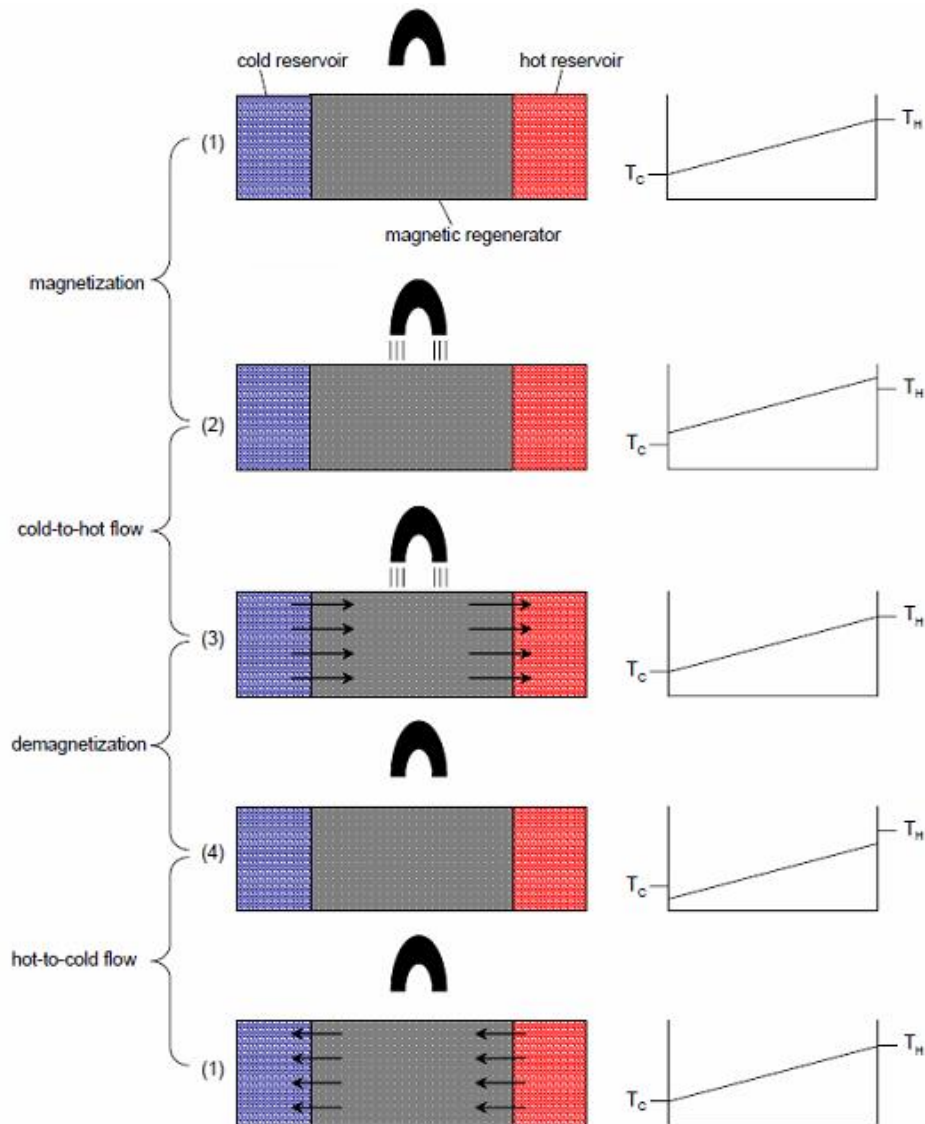 cold reservoir
hot reservoir
(1)
T_C
T_H
magnetic regenerator
magnetization
(2)
T_C
T_H
cold-to-hot flow
(3)
T_C
T_H
demagnetization
(4)
T_C
T_H
hot-to-cold flow
(1)
T_C
T_H